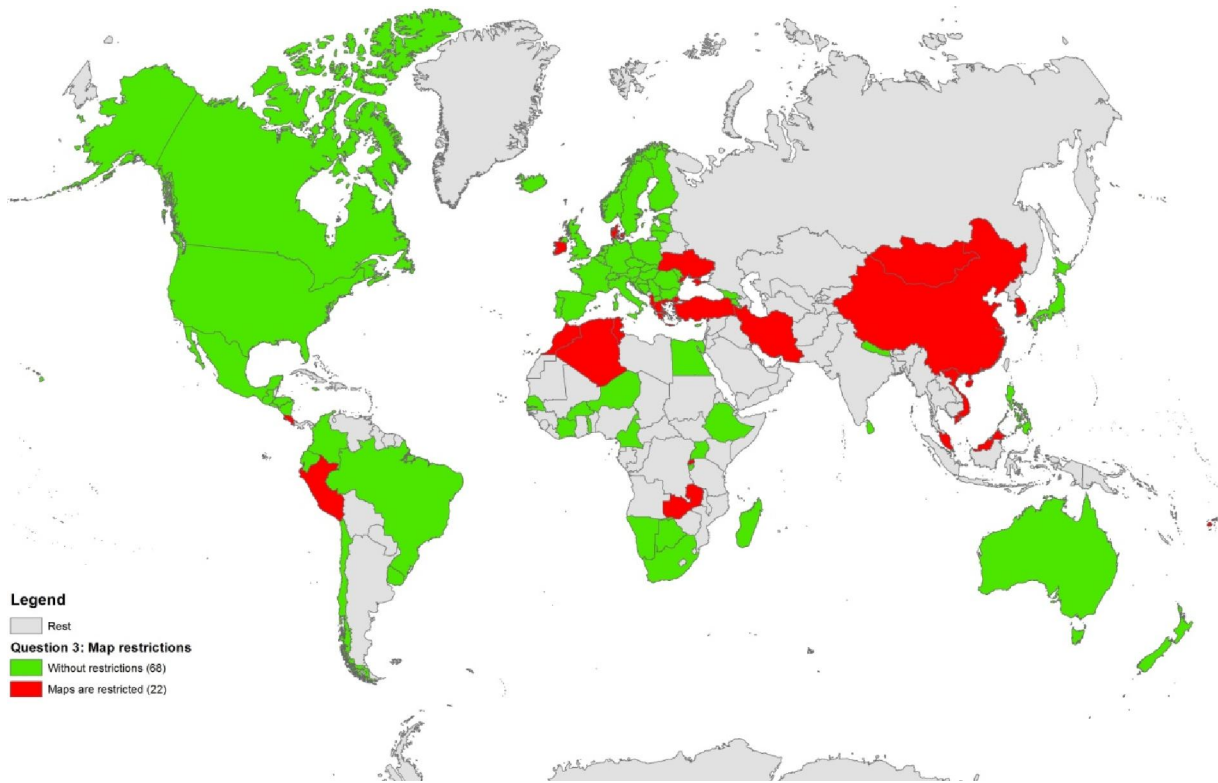 Legend
Rest
Question 3: Map restrictions
Without restrictions (68)
Maps are restricted (22)